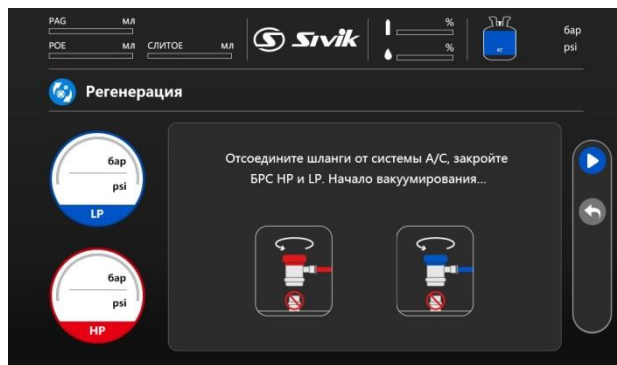 PAG мл
POE мл СЛИТОЕ мл
Sivik
%
%
кг
бар
psi
Регенерация
бар
psi
LP
Отсоедините шланги от системы A/C, закройте
БРС HP и LP. Начало вакуумирования...
бар
psi
HP